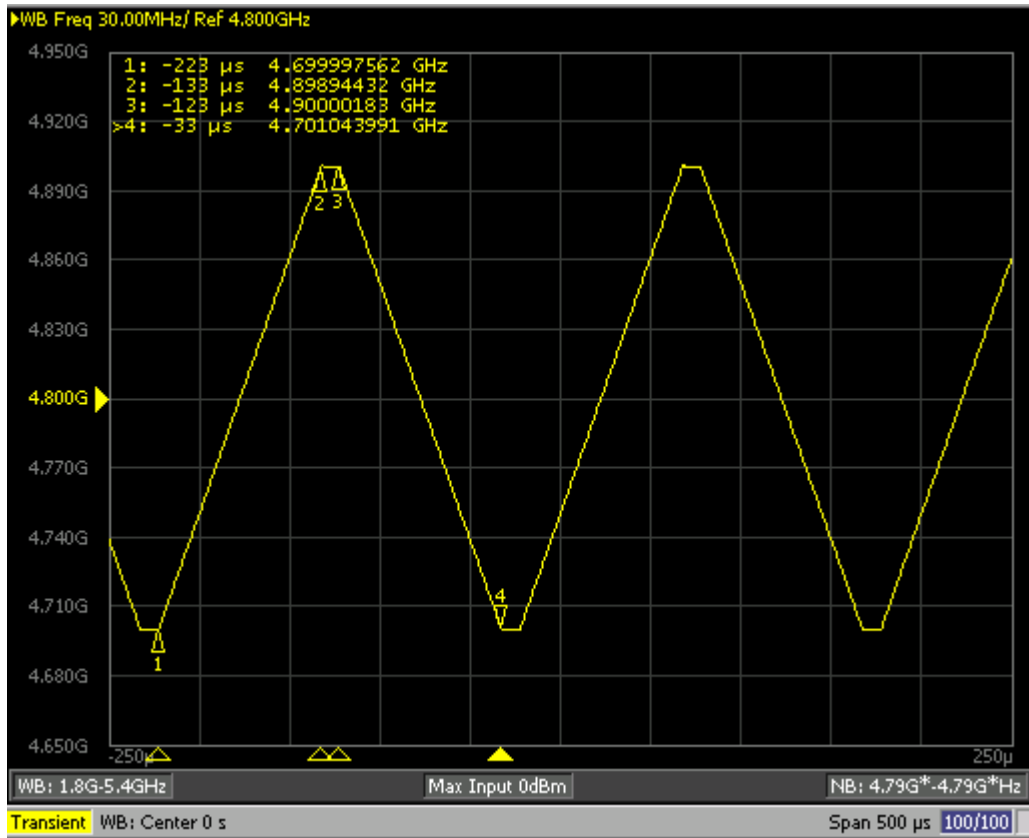 WB Freq 30.00MHz/ Ref 4.800GHz
4.950G
1: -223 µs 4.699997562 GHz
2: -133 µs 4.89894432 GHz
3: -123 µs 4.90000183 GHz
>4: -33 µs 4.701043991 GHz
4.920G
4.890G
2 3
4.860G
4.830G
4.800G
4.770G
4.740G
4.710G
4
1
4.680G
4.650G
-250µ 250µ
WB: 1.8G-5.4GHz Max Input 0dBm NB: 4.79G*-4.79G*Hz
Transient WB: Center 0 s Span 500 µs 100/100